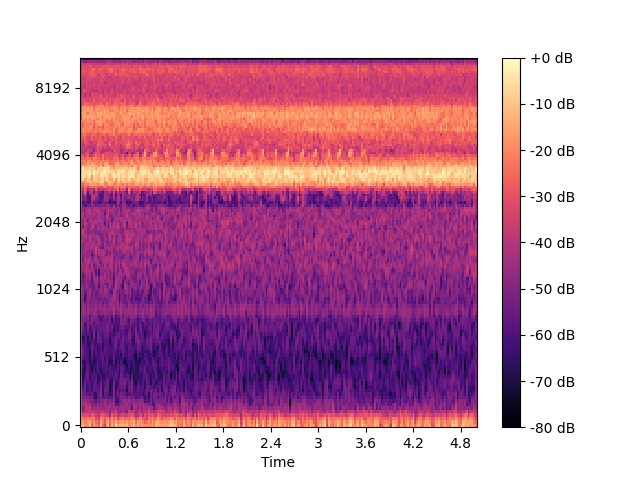 +0 dB
8192
-10 dB
-20 dB
4096
-30 dB
2048
-40 dB
Hz
1024
-50 dB
-60 dB
512
-70 dB
0
-80 dB
0 0.6 1.2 1.8 2.4 3 3.6 4.2 4.8
Time